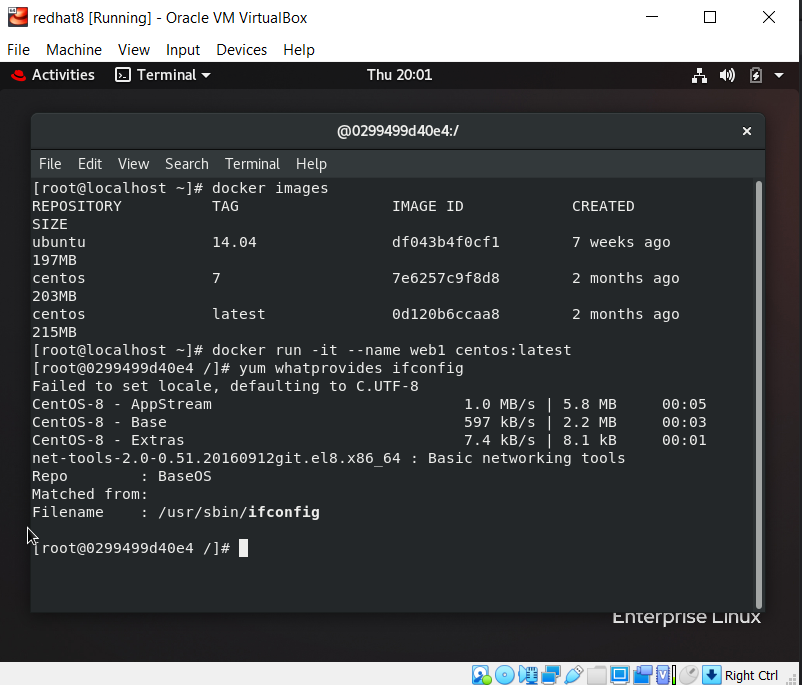 redhat8 [Running] - Oracle VM VirtualBox
File Machine View Input Devices Help
Activities Terminal Thu 20:01
@0299499d40e4:/
File Edit View Search Terminal Help
[root@localhost ~]# docker images
REPOSITORY TAG IMAGE ID CREATED
SIZE
ubuntu 14.04 df043b4f0cf1 7 weeks ago
197MB
centos 7 7e6257c9f8d8 2 months ago
203MB
centos latest 0d120b6ccaa8 2 months ago
215MB
[root@localhost ~]# docker run -it --name web1 centos:latest
[root@0299499d40e4 /]# yum whatprovides ifconfig
Failed to set locale, defaulting to C.UTF-8
CentOS-8 - AppStream 1.0 MB/s | 5.8 MB 00:05
CentOS-8 - Base 597 kB/s | 2.2 MB 00:03
CentOS-8 - Extras 7.4 kB/s | 8.1 kB 00:01
net-tools-2.0-0.51.20160912git.el8.x86_64 : Basic networking tools
Repo : BaseOS
Matched from:
Filename : /usr/sbin/ifconfig
[root@0299499d40e4 /]#
Enterprise Linux
Right Ctrl